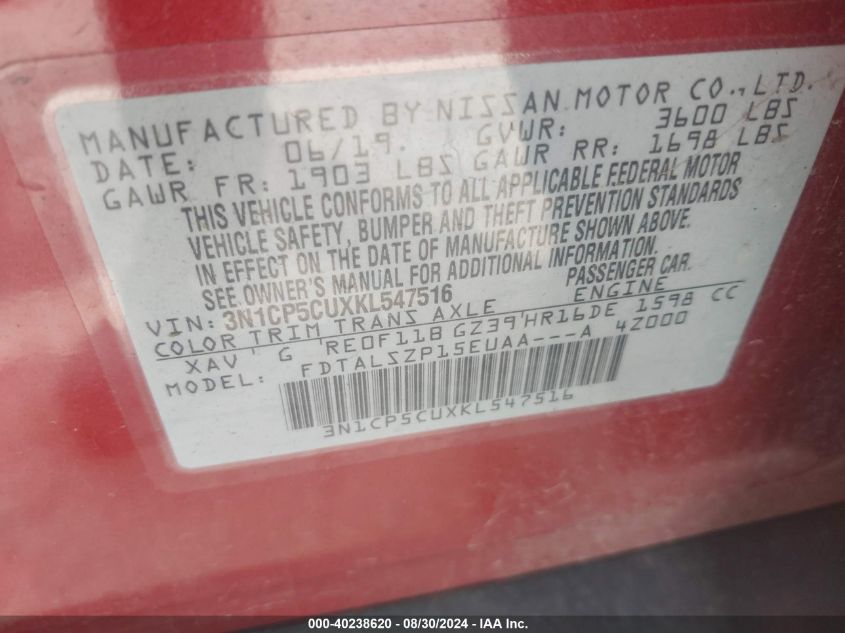 MANUFACTURED BY NISSAN MOTOR CO., LTD.
DATE: 06/19. GVWR: 3600 LBS
GAWR FR: 1903 LBS GAWR RR: 1698 LBS
THIS VEHICLE CONFORMS TO ALL APPLICABLE FEDERAL MOTOR
VEHICLE SAFETY, BUMPER AND THEFT PREVENTION STANDARDS
IN EFFECT ON THE DATE OF MANUFACTURE SHOWN ABOVE.
SEE OWNER'S MANUAL FOR ADDITIONAL INFORMATION.
VIN: 3N1CP5CUXKL547516 PASSENGER CAR.
COLOR TRIM TRANS AXLE ENGINE
XAV ' G 'RE0F11B GZ39'HR16DE 1598 CC
MODEL: FDTALSZP15EUAA---A 4Z000
3N1CP5CUXKL547516
000-40238620 - 08/30/2024 - IAA Inc.